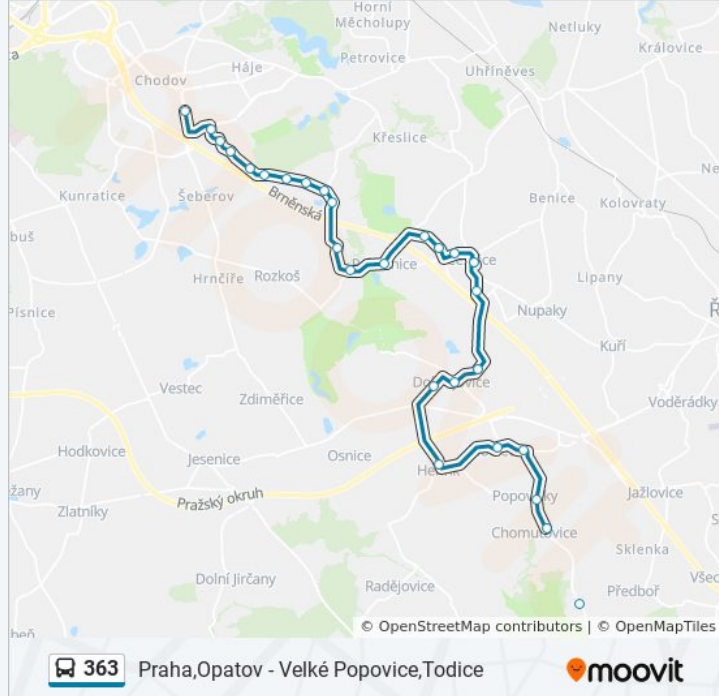 Horní
Měcholupy
Netluky
Královice
Chodov
Háje
Petrovice
Uhříněves
Křeslice
Kunratice
Šeberov
Brněnská
Benice
Kolovraty
Hrnčíře
Rozkoš
Lipany
Písnice
Nupaky
Kuří
Vestec
Zdiměřice
Voděrádky
Hodkovice
Jesenice
Osnice
Pražský okruh
Zlatníky
Popovičky
Jažlovice
Chomutovice
Sklenka
Dolní Jirčany
Radějovice
Předboř
© OpenStreetMap contributors | © OpenMapTiles
363 Praha,Opatov - Velké Popovice,Todice
moovit